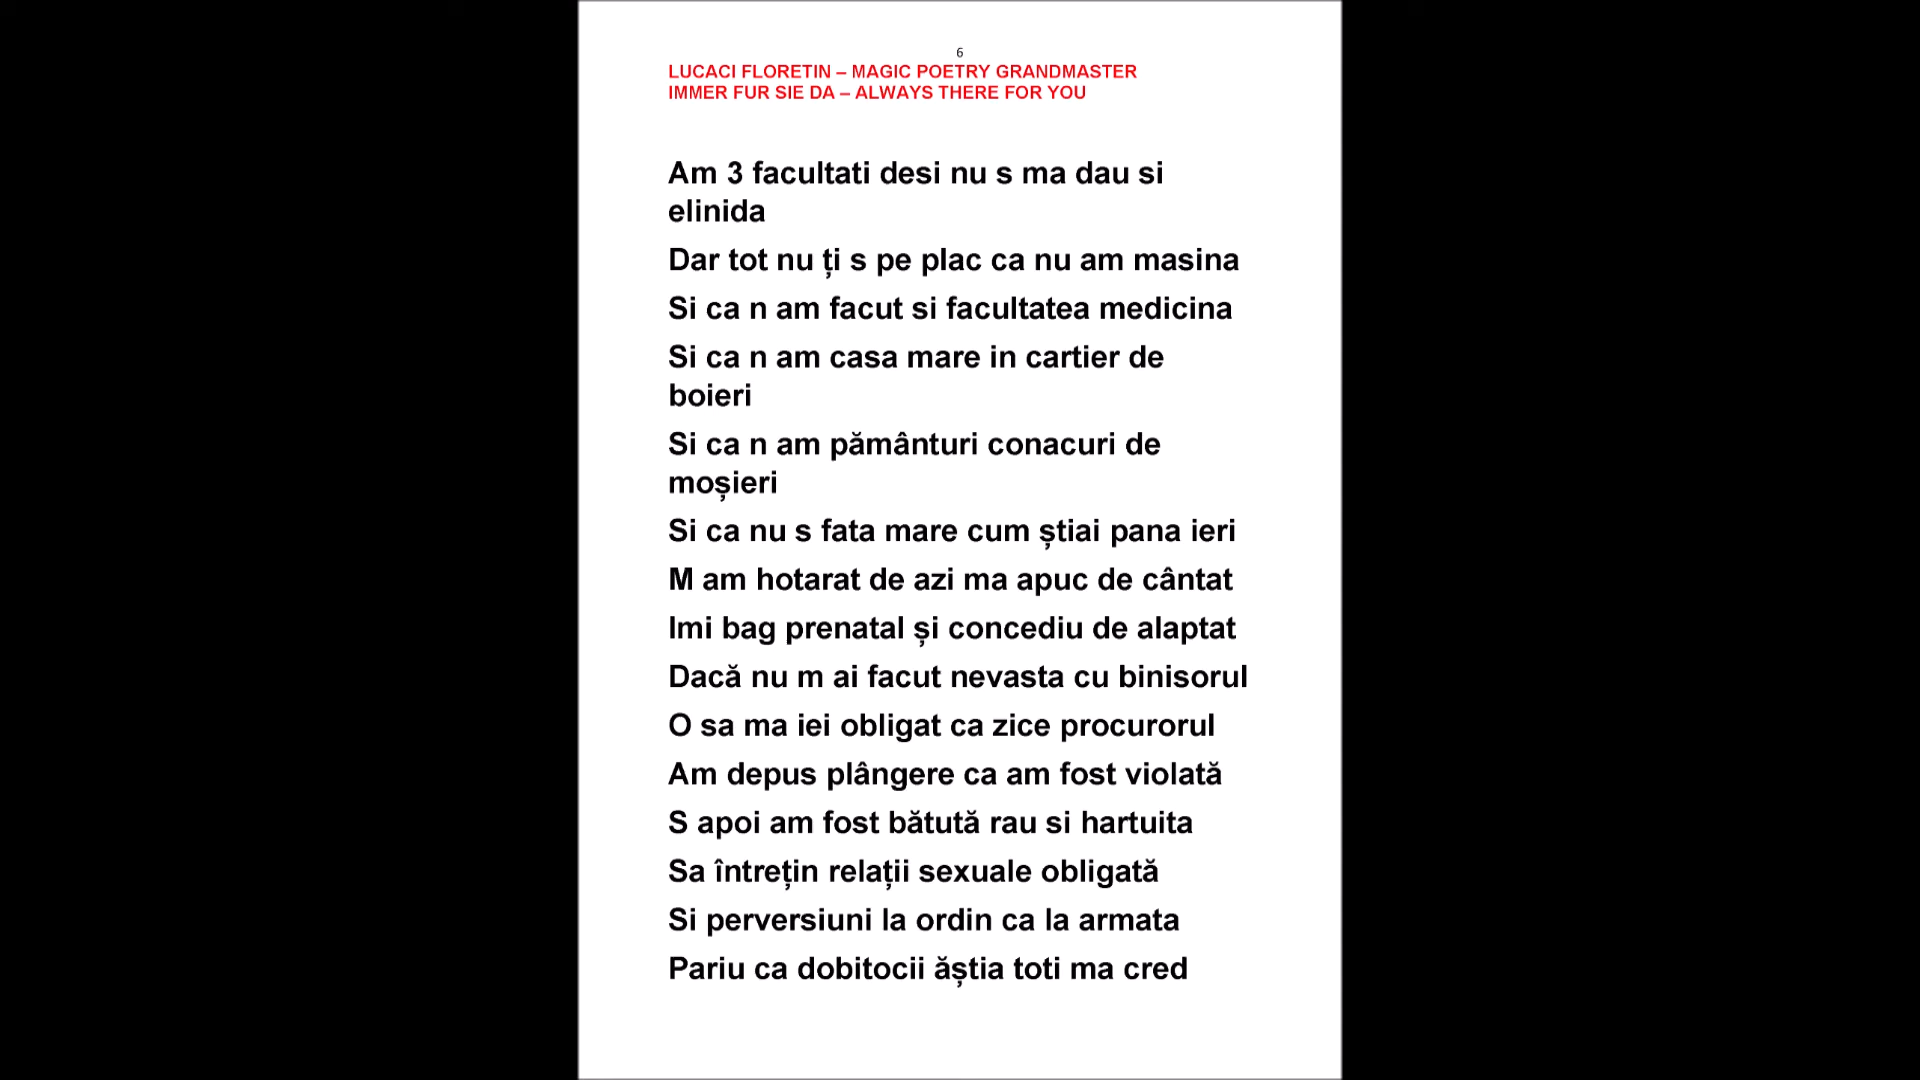 6
LUCACI FLORETIN – MAGIC POETRY GRANDMASTER
IMMER FUR SIE DA – ALWAYS THERE FOR YOU
Am 3 facultati desi nu s ma dau si
elinida
Dar tot nu ți s pe plac ca nu am masina
Si ca n am facut si facultatea medicina
Si ca n am casa mare in cartier de
boieri
Si ca n am pământuri conacuri de
moșieri
Si ca nu s fata mare cum știai pana ieri
M am hotarat de azi ma apuc de cântat
Imi bag prenatal și concediu de alaptat
Dacă nu m ai facut nevasta cu binisorul
O sa ma iei obligat ca zice procurorul
Am depus plângere ca am fost violată
S apoi am fost bătută rau si hartuita
Sa întrețin relații sexuale obligată
Si perversiuni la ordin ca la armata
Pariu ca dobitocii ăștia toti ma cred